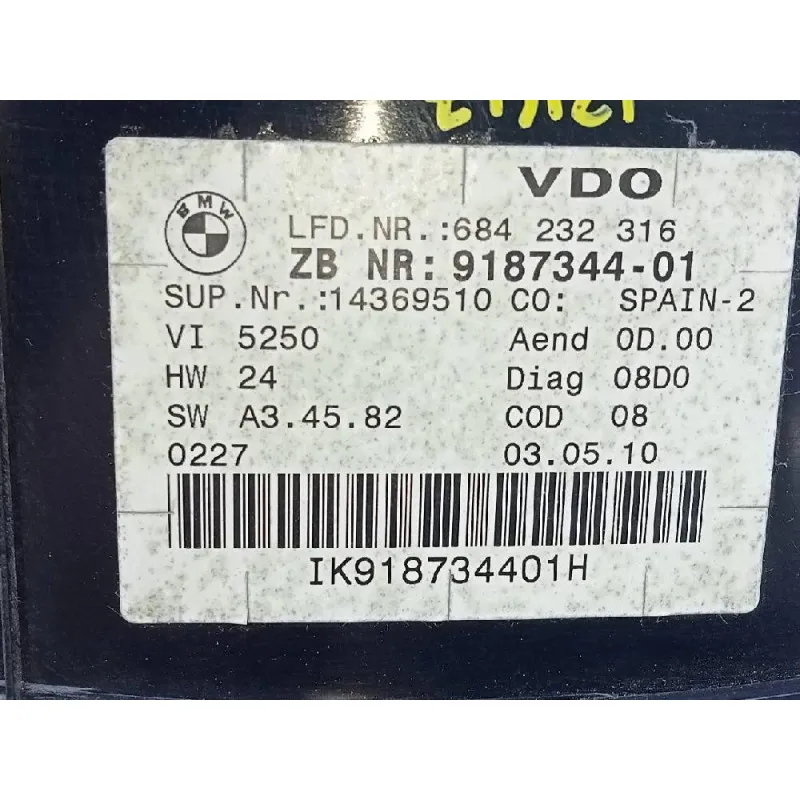 VDO
BMW
LFD.NR.:684 232 316
ZB NR: 9187344-01
SUP.Nr.:14369510 CO: SPAIN-2
VI 5250 Aend 0D.00
HW 24 Diag 08D0
SW A3.45.82 COD 08
0227 03.05.10
IK918734401H